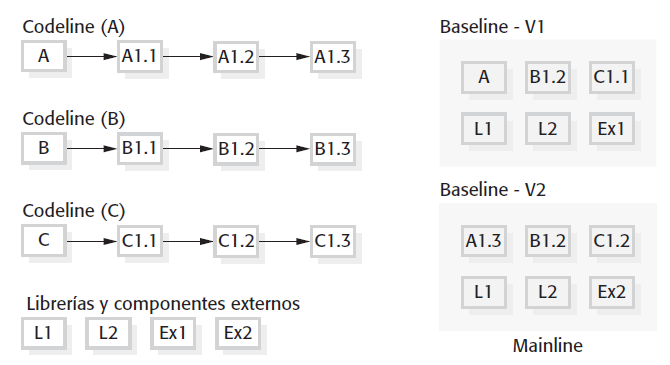 Codeline (A)
A A1.1 A1.2 A1.3
Codeline (B)
B B1.1 B1.2 B1.3
Codeline (C)
C C1.1 C1.2 C1.3
Librerías y componentes externos
L1 L2 Ex1 Ex2
Baseline - V1
A B1.2 C1.1
L1 L2 Ex1
Baseline - V2
A1.3 B1.2 C1.2
L1 L2 Ex2
Mainline